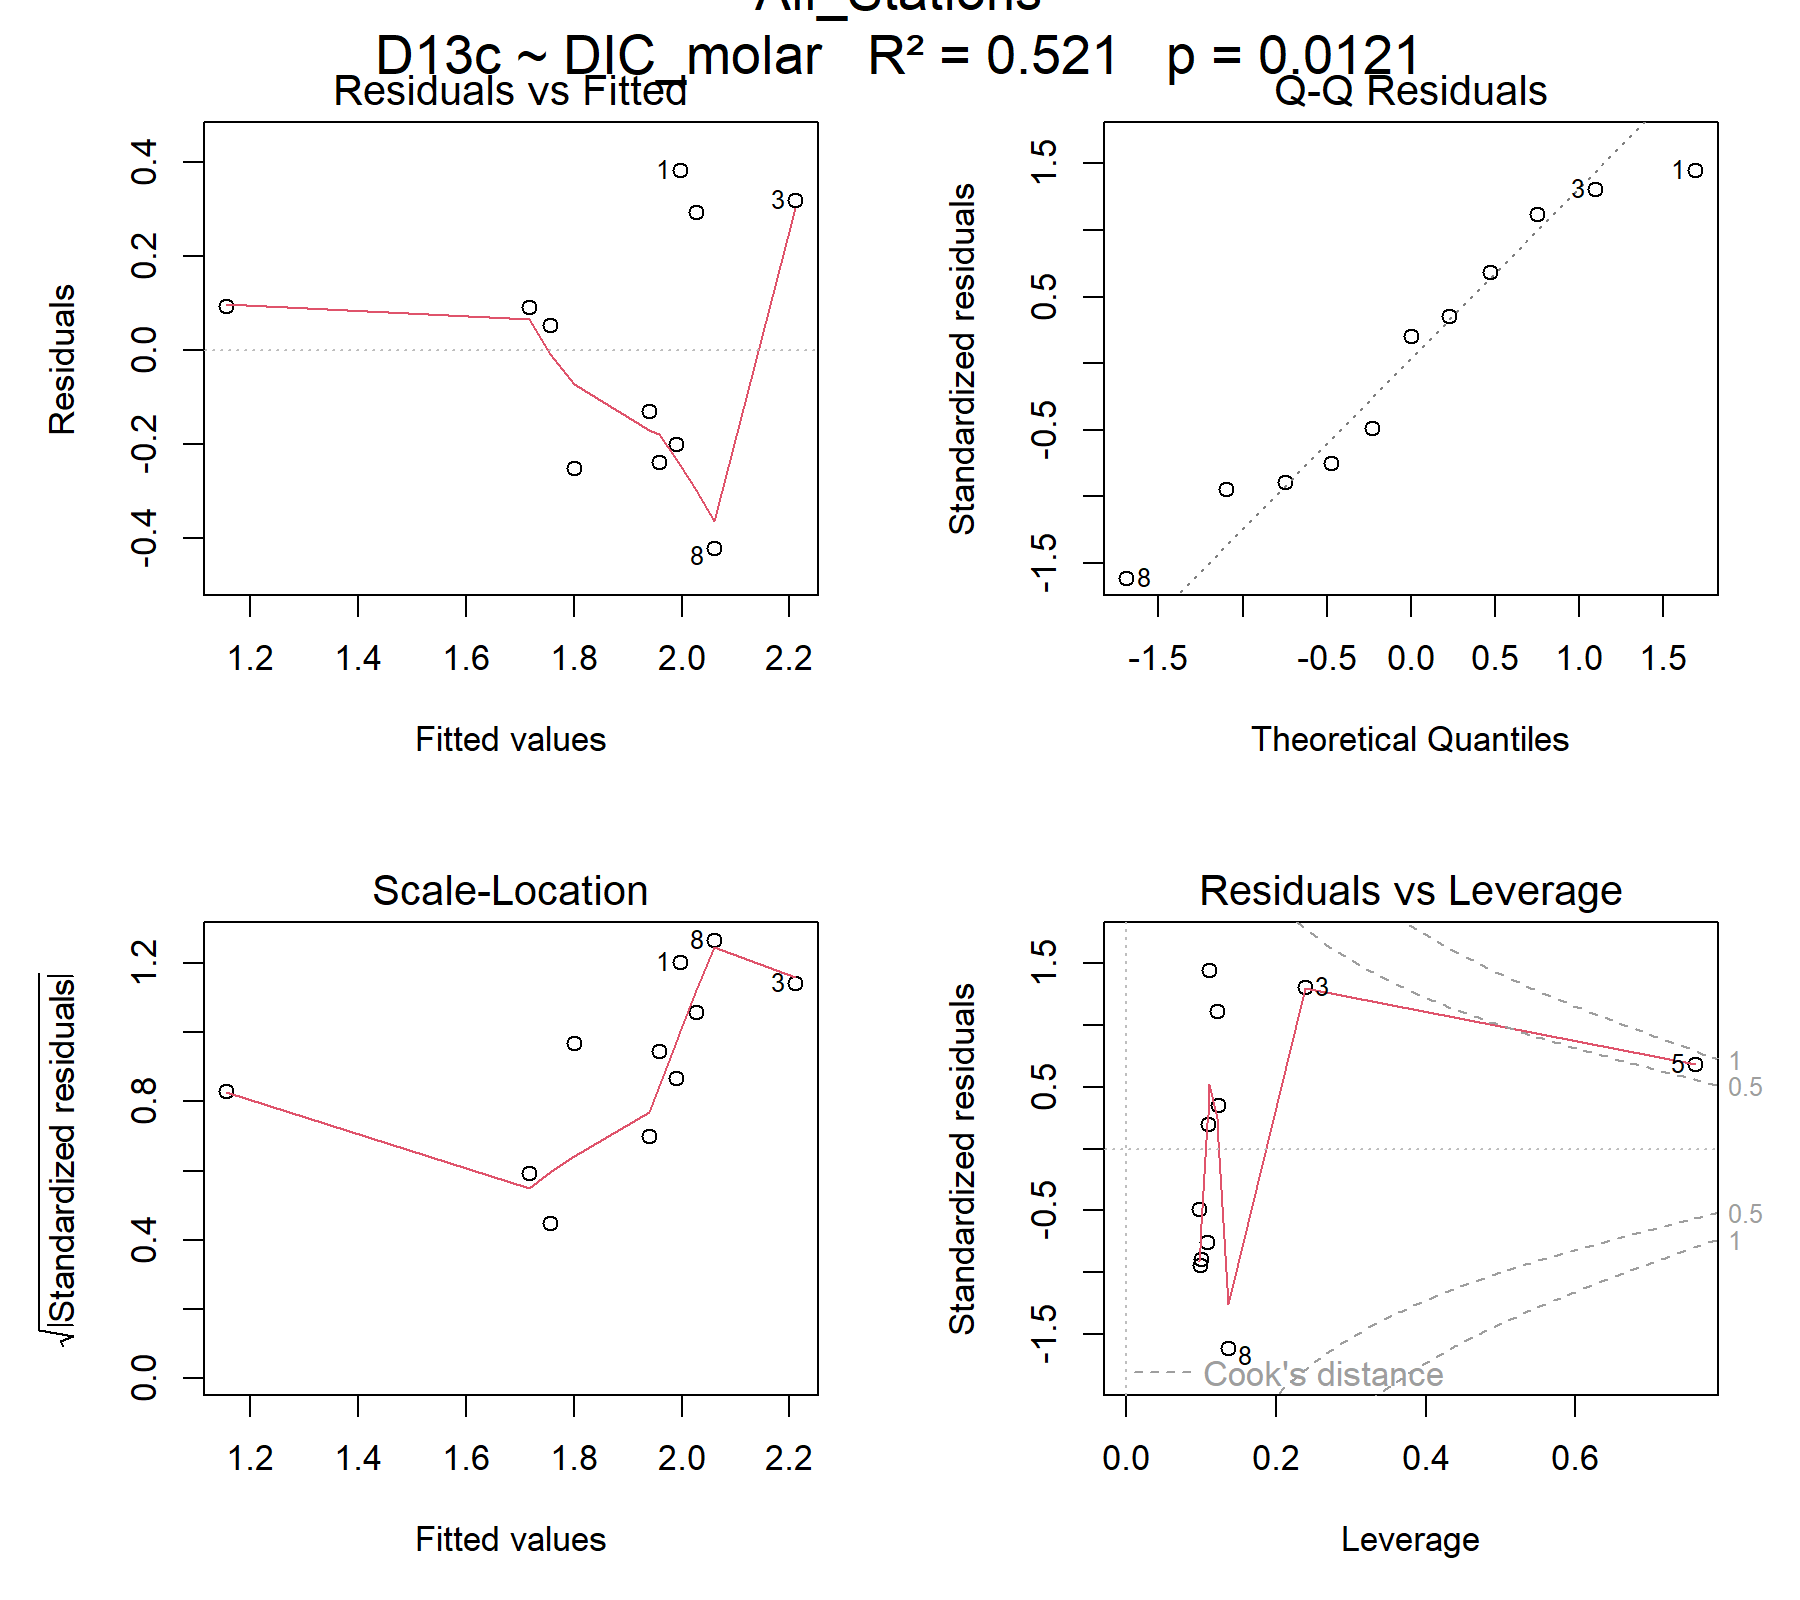 All_Stations
D13c ~ DIC_molar R² = 0.521 p = 0.0121
Residuals vs Fitted
Residuals
0.4
0.2
0.0
-0.2
-0.4
1
3
8
1.2 1.4 1.6 1.8 2.0 2.2
Fitted values
Q-Q Residuals
Standardized residuals
1.5
0.5
-0.5
-1.5
1
3
8
-1.5 -0.5 0.0 0.5 1.0 1.5
Theoretical Quantiles
Scale-Location
√|Standardized residuals|
1.2
0.8
0.4
0.0
8
1
3
1.2 1.4 1.6 1.8 2.0 2.2
Fitted values
Residuals vs Leverage
Standardized residuals
1.5
0.5
-0.5
-1.5
3
5
8
1
0.5
0.5
1
Cook's distance
0.0 0.2 0.4 0.6
Leverage